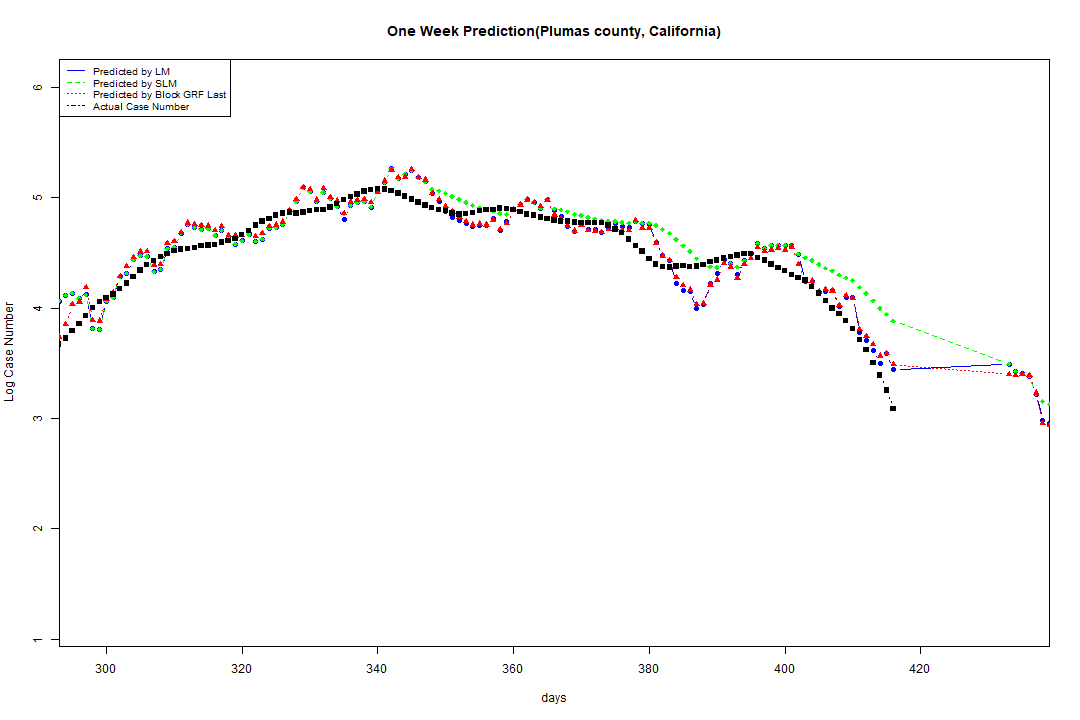 One Week Prediction(Plumas county, California)
Predicted by LM
Predicted by SLM
Predicted by Block GRF Last
Actual Case Number
6
5
4
3
2
1
Log Case Number
300 320 340 360 380 400 420
days